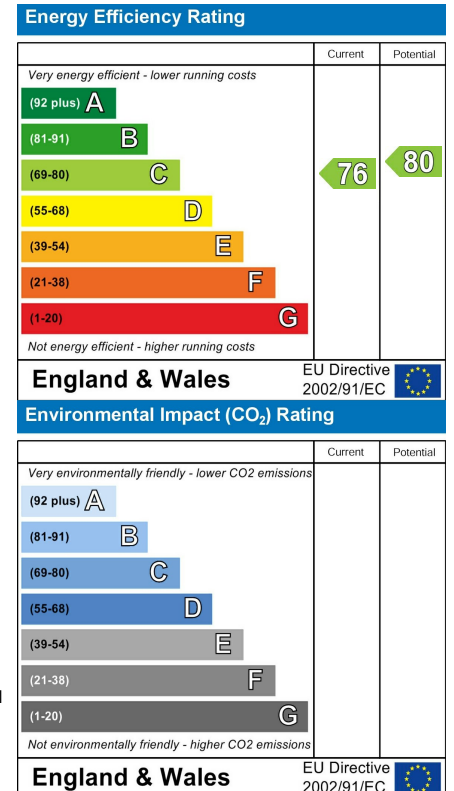 Energy Efficiency Rating
Current Potential
Very energy efficient - lower running costs
(92 plus) A
(81-91) B
(69-80) C
76 80
(55-68) D
(39-54) E
(21-38) F
(1-20) G
Not energy efficient - higher running costs
England & Wales
EU Directive
2002/91/EC
Environmental Impact (CO₂) Rating
Current Potential
Very environmentally friendly - lower CO2 emissions
(92 plus) A
(81-91) B
(69-80) C
(55-68) D
(39-54) E
(21-38) F
(1-20) G
Not environmentally friendly - higher CO2 emissions
England & Wales
EU Directive
2002/91/EC